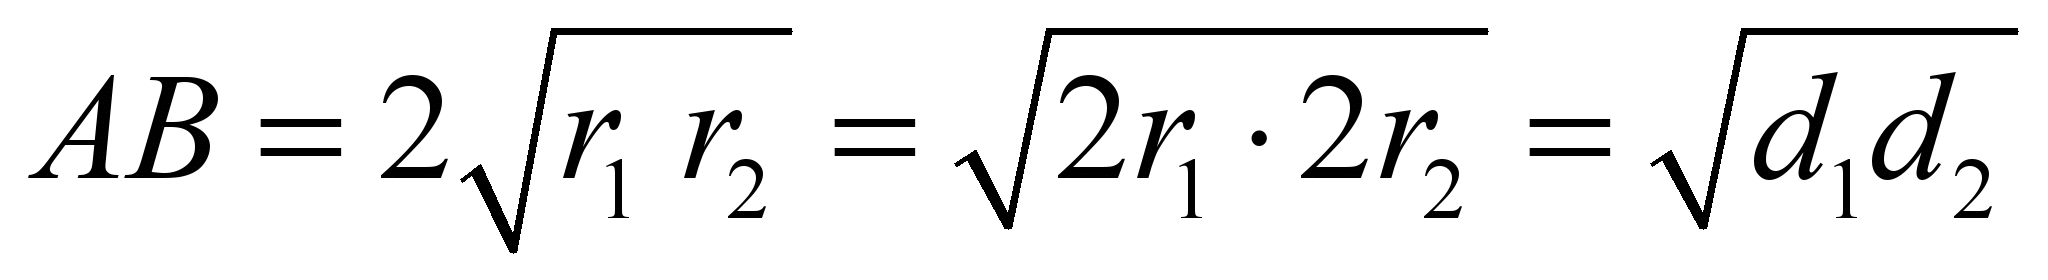 AB = 2√(r₁ r₂) = √(2r₁ · 2r₂) = √(d₁d₂)